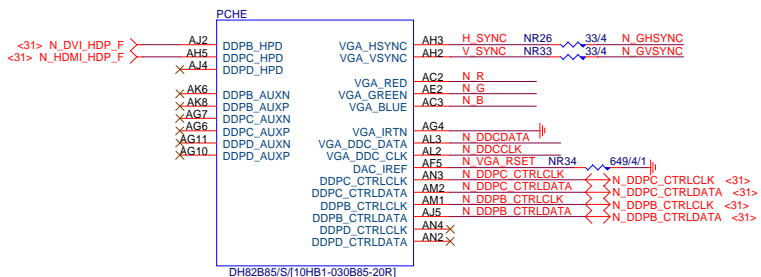 PCHE
<31> N_DVI_HDP_F AJ2 DDPB_HPD VGA_HSYNC AH3 H_SYNC NR26 33/4 N_GHSYNC
<31> N_HDMI_HDP_F AH5 DDPC_HPD VGA_VSYNC AH2 V_SYNC NR33 33/4 N_GVSYNC
AJ4 DDPD_HPD
VGA_RED AC2 N_R
AK6 DDPB_AUXN VGA_GREEN AE2 N_G
AK8 DDPB_AUXP VGA_BLUE AC3 N_B
AG7 DDPC_AUXN
AG6 DDPC_AUXP VGA_IRTN AG4
AG11 DDPD_AUXN VGA_DDC_DATA AL3 N_DDCDATA
AG10 DDPD_AUXP VGA_DDC_CLK AL2 N_DDCCLK
DAC_IREF AF5 N_VGA_RSET NR34 649/4/1
DDPC_CTRLCLK AN3 N_DDPC_CTRLCLK N_DDPC_CTRLCLK <31>
DDPC_CTRLDATA AM2 N_DDPC_CTRLDATA N_DDPC_CTRLDATA <31>
DDPB_CTRLCLK AM1 N_DDPB_CTRLCLK N_DDPB_CTRLCLK <31>
DDPB_CTRLDATA AJ5 N_DDPB_CTRLDATA N_DDPB_CTRLDATA <31>
DDPD_CTRLCLK AN4
DDPD_CTRLDATA AN2
DH82B85/S/[10HB1-030B85-20R]